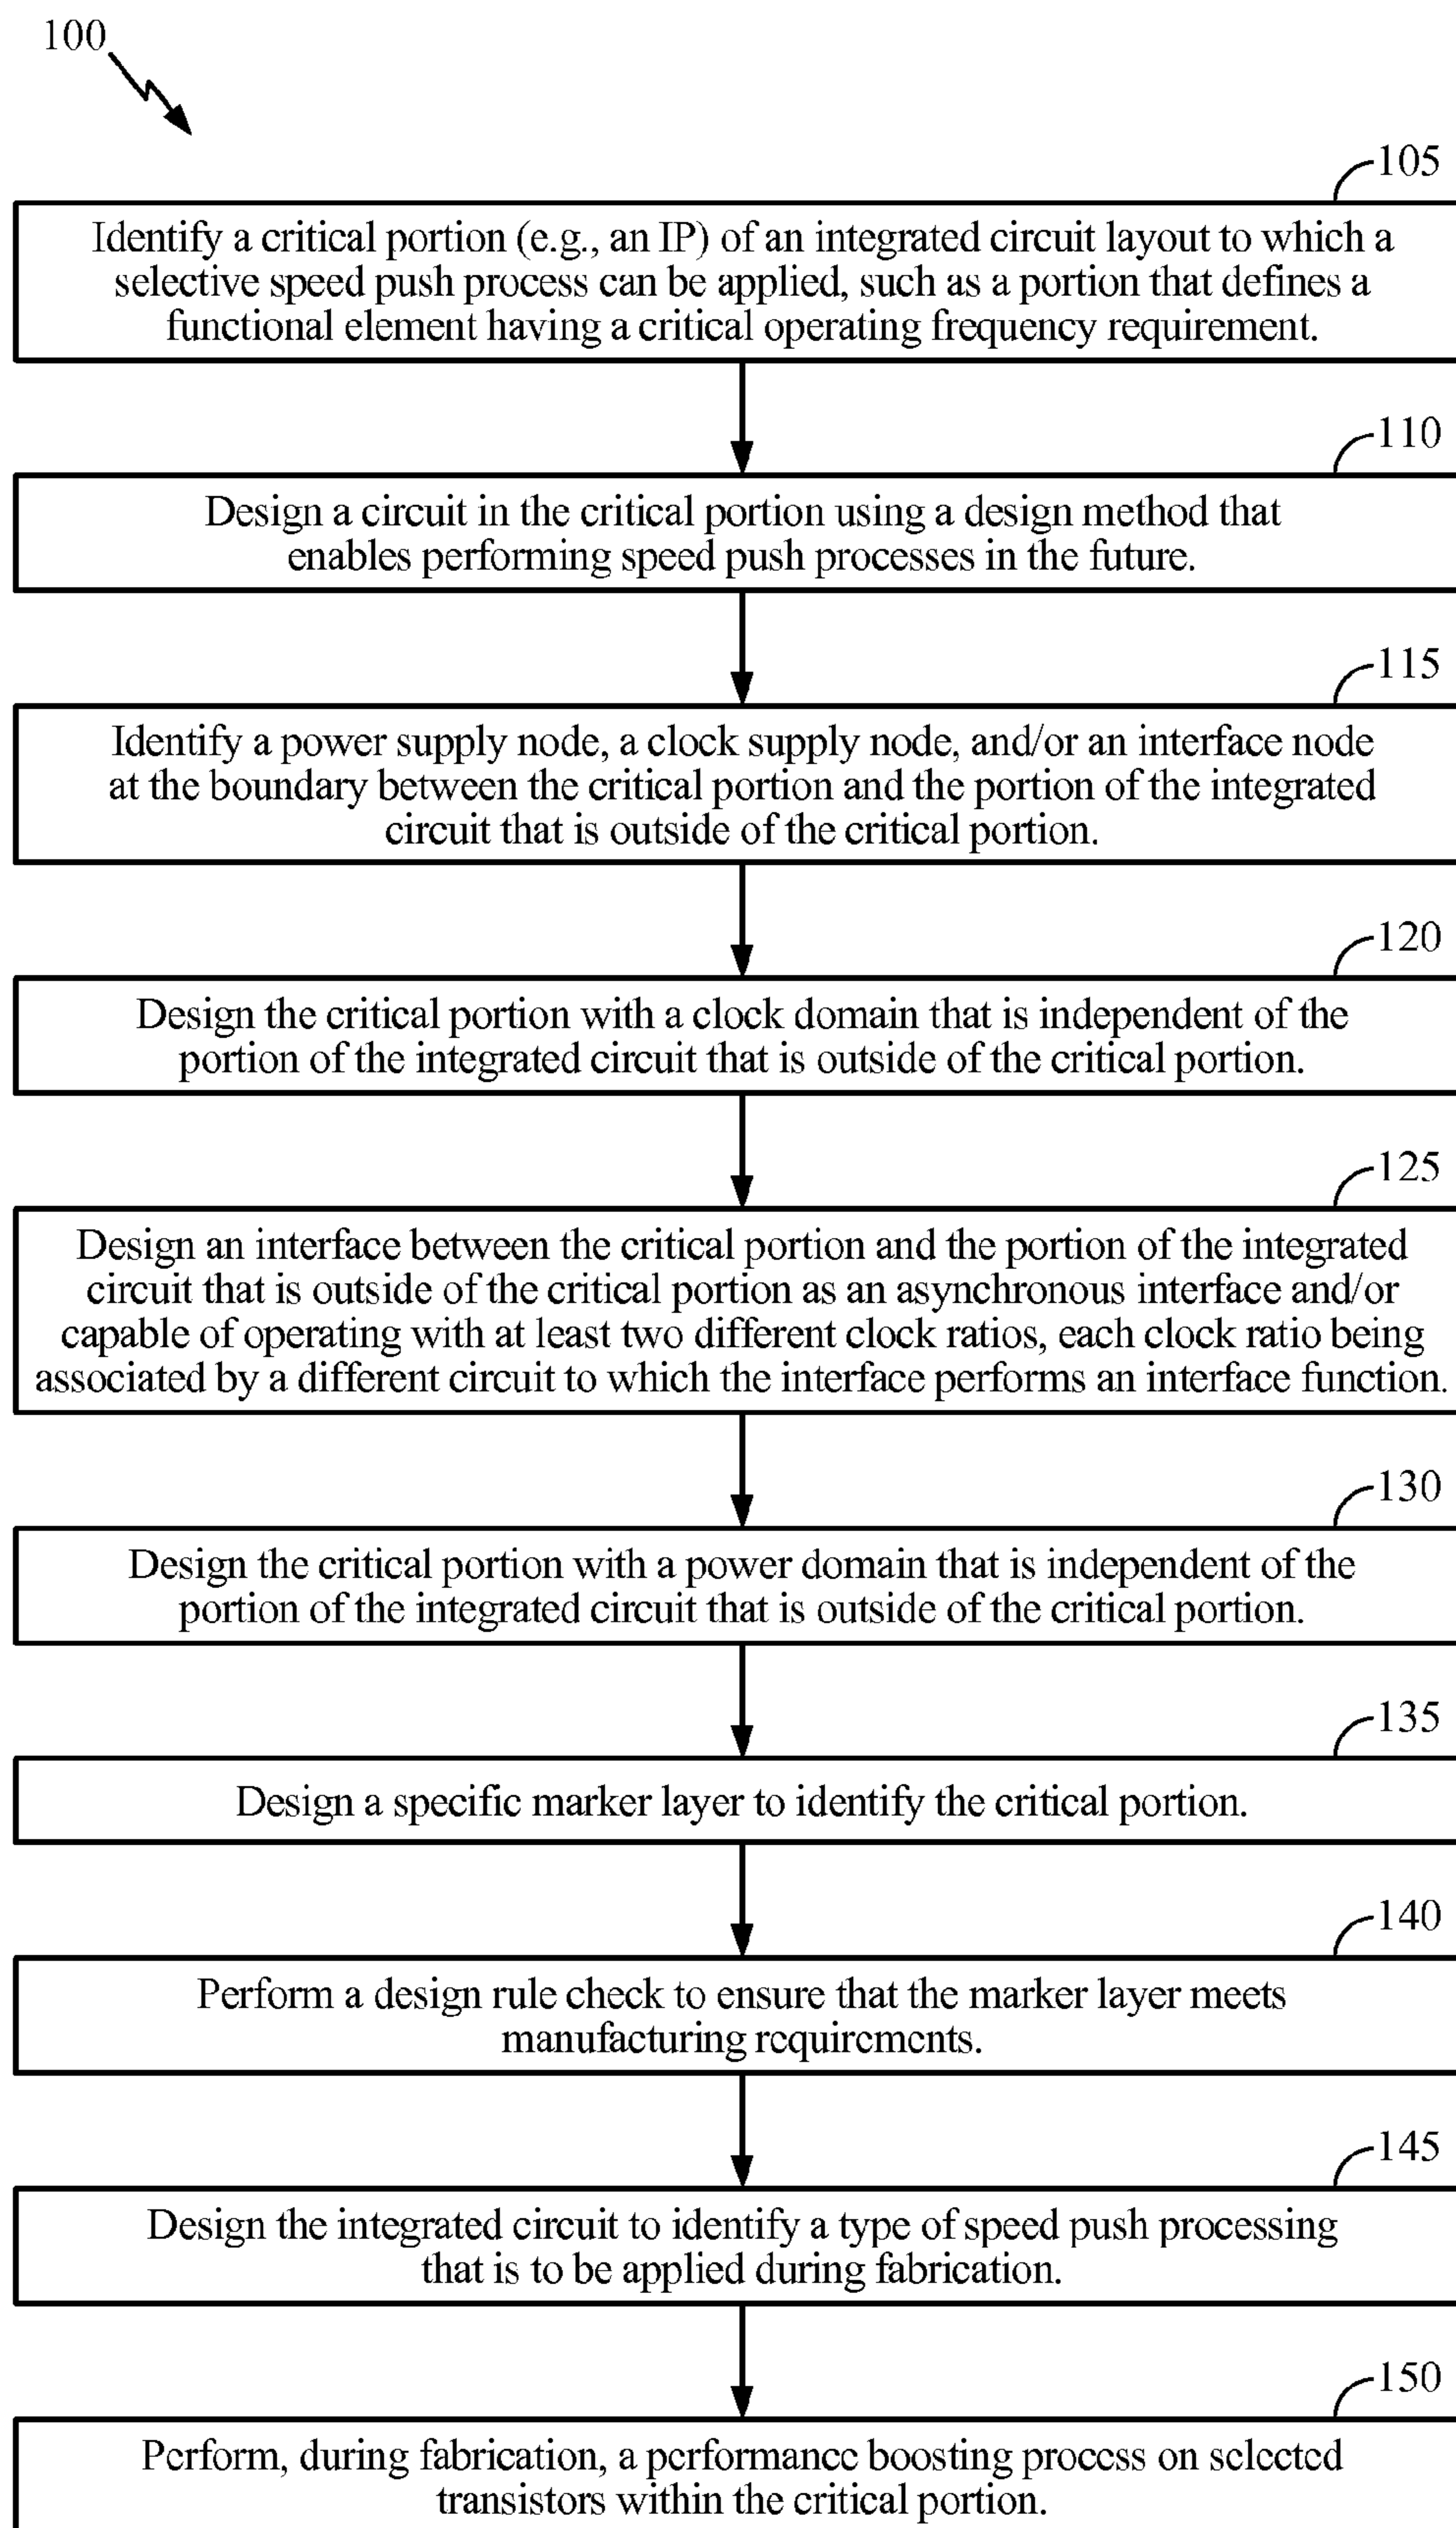 100
105
Identify a critical portion (e.g., an IP) of an integrated circuit layout to which a
selective speed push process can be applied, such as a portion that defines a
functional element having a critical operating frequency requirement.
110
Design a circuit in the critical portion using a design method that
enables performing speed push processes in the future.
115
Identify a power supply node, a clock supply node, and/or an interface node
at the boundary between the critical portion and the portion of the integrated
circuit that is outside of the critical portion.
120
Design the critical portion with a clock domain that is independent of the
portion of the integrated circuit that is outside of the critical portion.
125
Design an interface between the critical portion and the portion of the integrated
circuit that is outside of the critical portion as an asynchronous interface and/or
capable of operating with at least two different clock ratios, each clock ratio being
associated by a different circuit to which the interface performs an interface function.
130
Design the critical portion with a power domain that is independent of the
portion of the integrated circuit that is outside of the critical portion.
135
Design a specific marker layer to identify the critical portion.
140
Perform a design rule check to ensure that the marker layer meets
manufacturing requirements.
145
Design the integrated circuit to identify a type of speed push processing
that is to be applied during fabrication.
150
Perform, during fabrication, a performance boosting process on selected
transistors within the critical portion.